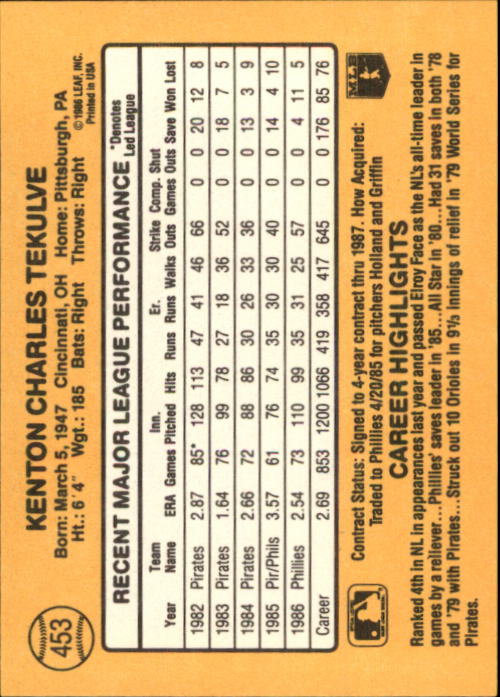 453
KENTON CHARLES TEKULVE
Born: March 5, 1947 Cincinnati, OH Home: Pittsburgh, PA
Ht.: 6'4" Wgt.: 185 Bats: Right Throws: Right
© 1986 LEAF, INC.
Printed in USA
RECENT MAJOR LEAGUE PERFORMANCE *Denotes Led League
Year Team Name ERA Games Inn. Pitched Hits Runs Er. Runs Walks Strike Outs Comp. Games Shut Outs Save Won Lost
1982 Pirates 2.87 85* 128 113 47 41 46 66 0 0 20 12 8
1983 Pirates 1.64 76 99 78 27 18 36 52 0 0 18 7 5
1984 Pirates 2.66 72 88 86 30 26 33 36 0 0 13 3 9
1985 Pir/Phils 3.57 61 76 74 35 30 30 40 0 0 14 4 10
1986 Phillies 2.54 73 110 99 35 31 25 57 0 0 4 11 5
Career 2.69 853 1200 1066 419 358 417 645 0 0 176 85 76
Contract Status: Signed to 4-year contract thru 1987. How Acquired:
Traded to Phillies 4/20/85 for pitchers Holland and Griffin
MLB
CAREER HIGHLIGHTS
Ranked 4th in NL in appearances last year and passed Elroy Face as the NLs all-time leader in
games by a reliever...Phillies' saves leader in '85...All Star in '80...Had 31 saves in both '78
and '79 with Pirates...Struck out 10 Orioles in 9⅓ innings of relief in '79 World Series for
Pirates.